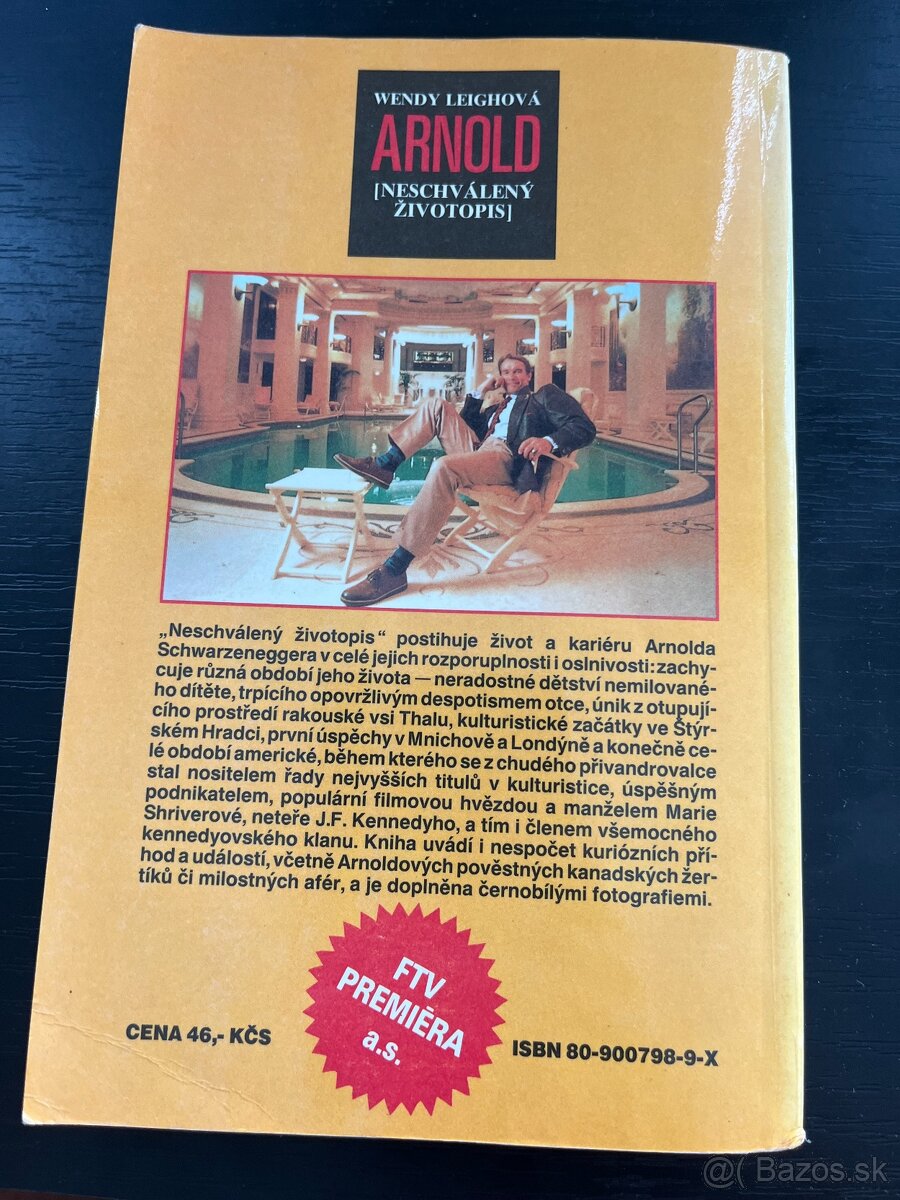 WENDY LEIGHOVÁ
ARNOLD
[NESCHVÁLENÝ
ŽIVOTOPIS]
„Neschválený životopis“ postihuje život a kariéru Arnolda
Schwarzeneggera v celé jejich rozporuplnosti i oslnivosti: zachy-
cuje různá období jeho života — neradostné dětství nemilované-
ho dítěte, trpícího opovržlivým despotismem otce, únik z otupují-
cího prostředí rakouské vsi Thalu, kulturistické začátky ve Štýr-
ském Hradci, první úspěchy v Mnichově a Londýně a konečně ce-
lé období americké, během kterého se z chudého přivandrovalce
stal nositelem řady nejvyšších titulů v kulturistice, úspěšným
podnikatelem, populární filmovou hvězdou a manželem Marie
Shriverové, neteře J.F. Kennedyho, a tím i členem všemocného
kennedyovského klanu. Kniha uvádí i nespočet kuriózních pří-
hod a událostí, včetně Arnoldových pověstných kanadských žer-
tíků či milostných afér, a je doplněna černobílými fotografiemi.
FTV
PREMIÉRA
a.s.
CENA 46,- KČS
ISBN 80-900798-9-X
@( Bazos.sk